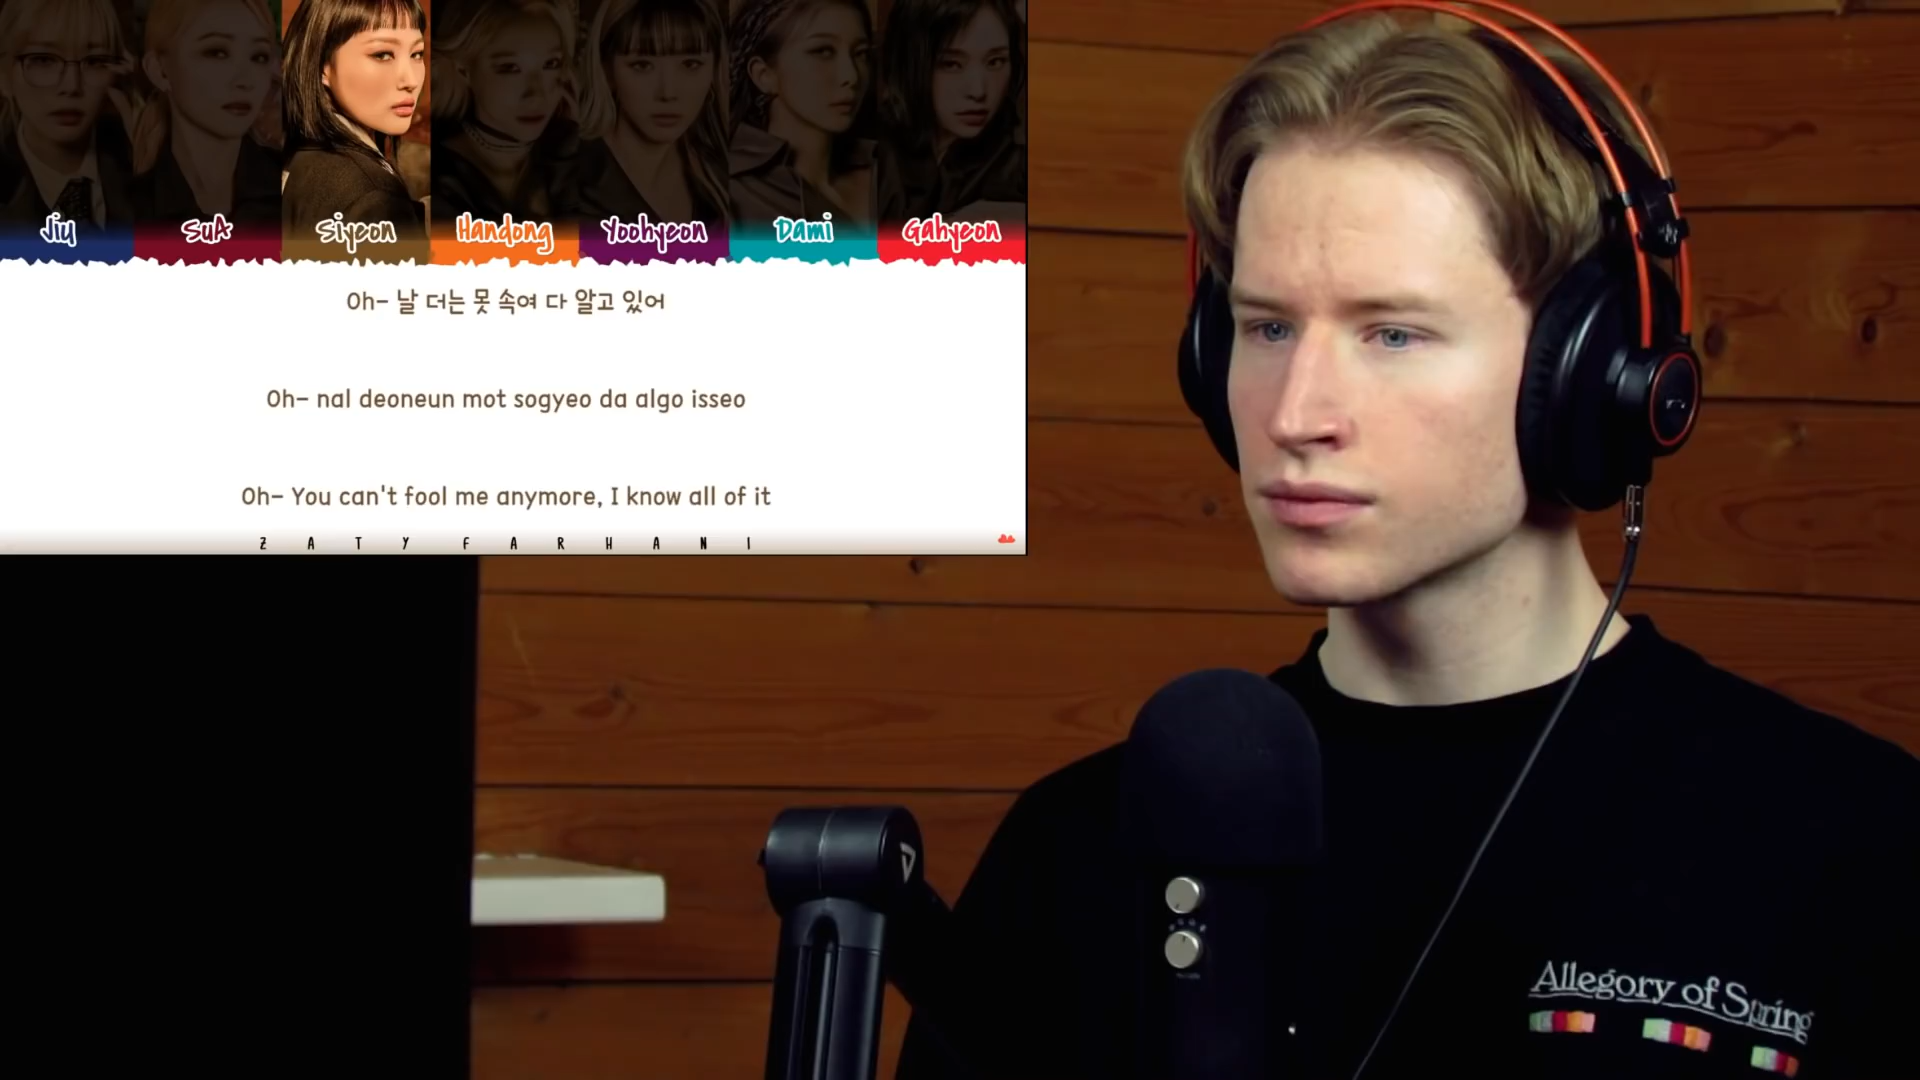 Jiu SuA Siyeon Handong Yoohyeon Dami Gahyeon
Oh- 날 더는 못 속여 다 알고 있어
Oh- nal deoneun mot sogyeo da algo isseo
Oh- You can't fool me anymore, I know all of it
ZATY FARHANI
Allegory of Spring